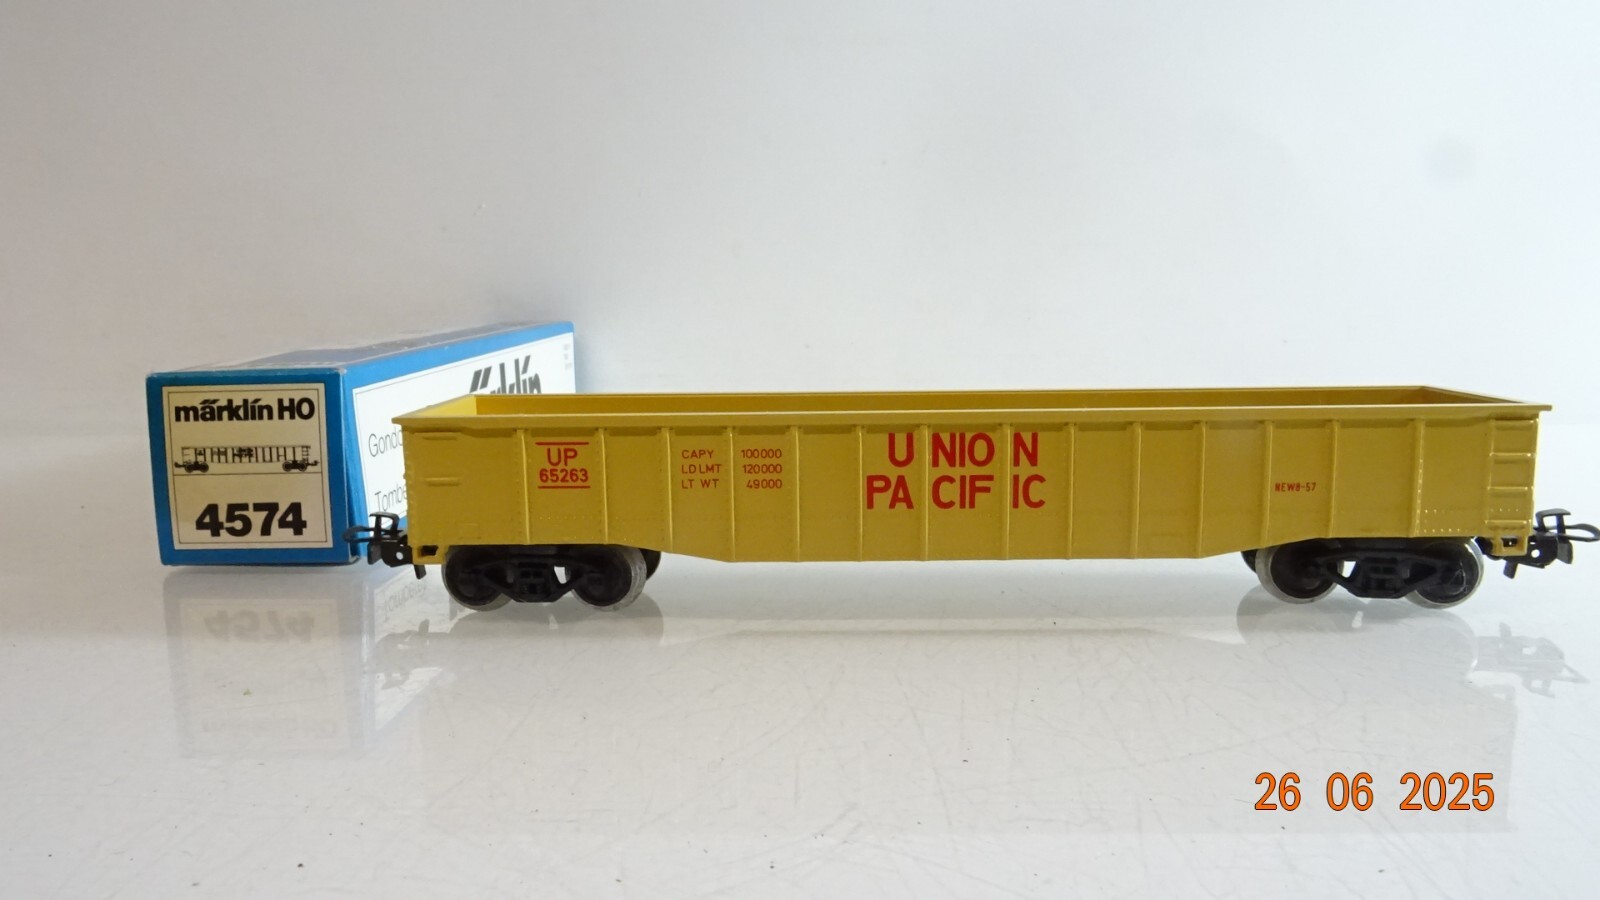 märklin HO
4574
märklin
UP
65263
CAPY 100000
LD LMT 120000
LT WT 49000
UNION
PACIFIC
NEW 8-57
26 06 2025